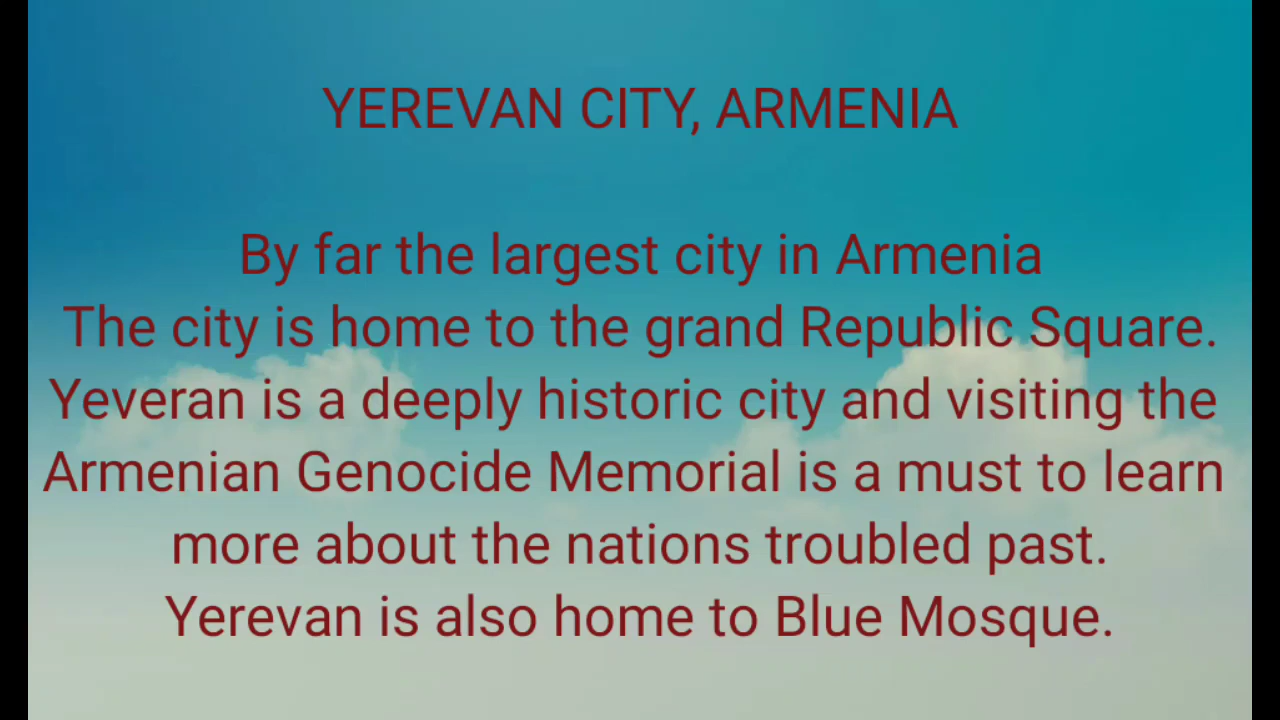 YEREVAN CITY, ARMENIA
By far the largest city in Armenia
The city is home to the grand Republic Square.
Yeveran is a deeply historic city and visiting the
Armenian Genocide Memorial is a must to learn
more about the nations troubled past.
Yerevan is also home to Blue Mosque.